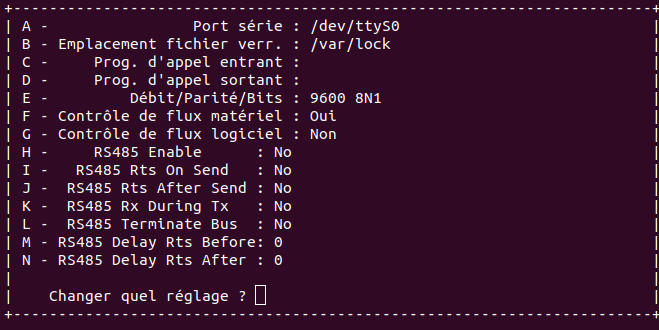 A - Port série : /dev/ttyS0
B - Emplacement fichier verr. : /var/lock
C - Prog. d'appel entrant :
D - Prog. d'appel sortant :
E - Débit/Parité/Bits : 9600 8N1
F - Contrôle de flux matériel : Oui
G - Contrôle de flux logiciel : Non
H - RS485 Enable : No
I - RS485 Rts On Send : No
J - RS485 Rts After Send : No
K - RS485 Rx During Tx : No
L - RS485 Terminate Bus : No
M - RS485 Delay Rts Before: 0
N - RS485 Delay Rts After : 0
Changer quel réglage ?